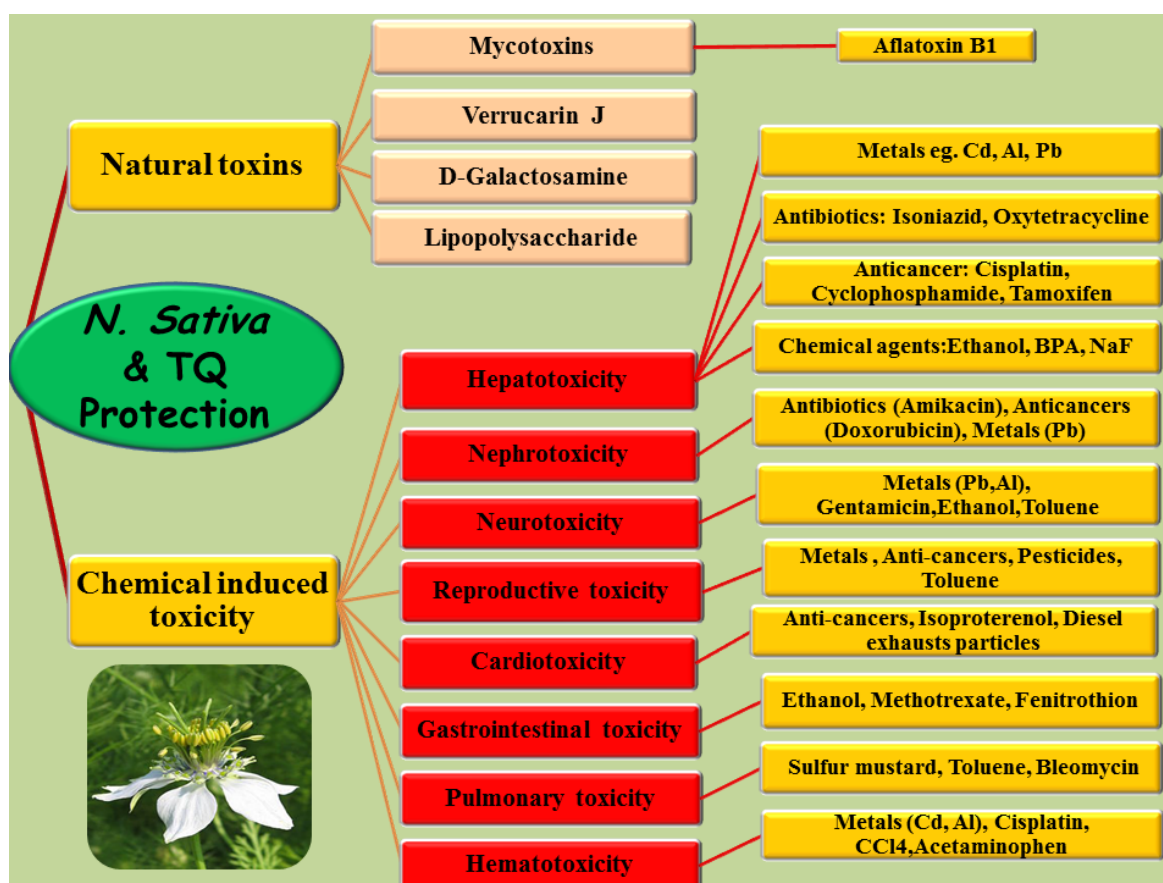 Mycotoxins
Aflatoxin B1
Verrucarin J
Natural toxins
D-Galactosamine
Lipopolysaccharide
N. Sativa
& TQ
Protection
Chemical induced
toxicity
Hepatotoxicity
Metals eg. Cd, Al, Pb
Antibiotics: Isoniazid, Oxytetracycline
Anticancer: Cisplatin,
Cyclophosphamide, Tamoxifen
Chemical agents:Ethanol, BPA, NaF
Nephrotoxicity
Antibiotics (Amikacin), Anticancers
(Doxorubicin), Metals (Pb)
Neurotoxicity
Metals (Pb,Al),
Gentamicin,Ethanol,Toluene
Reproductive toxicity
Metals , Anti-cancers, Pesticides,
Toluene
Cardiotoxicity
Anti-cancers, Isoproterenol, Diesel
exhausts particles
Gastrointestinal toxicity
Ethanol, Methotrexate, Fenitrothion
Pulmonary toxicity
Sulfur mustard, Toluene, Bleomycin
Hematotoxicity
Metals (Cd, Al), Cisplatin,
CCl4,Acetaminophen